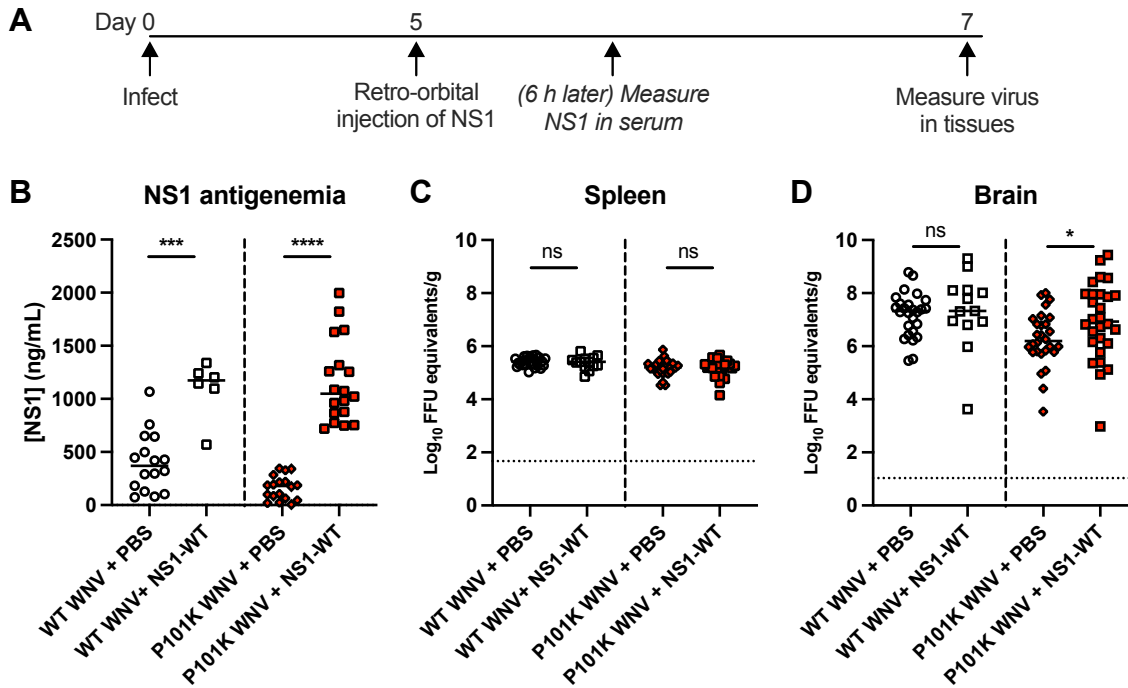 A
Day 0
5
7
Infect
Retro-orbital
injection of NS1
(6 h later) Measure
NS1 in serum
Measure virus
in tissues
B
NS1 antigenemia
[NS1] (ng/mL)
2500
2000
1500
1000
500
0
***
****
WT WNV + PBS
WT WNV+ NS1-WT
P101K WNV + PBS
P101K WNV + NS1-WT
C
Spleen
Log10 FFU equivalents/g
10
8
6
4
2
0
ns
ns
WT WNV + PBS
WT WNV+ NS1-WT
P101K WNV + PBS
P101K WNV + NS1-WT
D
Brain
Log10 FFU equivalents/g
10
8
6
4
2
0
ns
*
WT WNV + PBS
WT WNV+ NS1-WT
P101K WNV + PBS
P101K WNV + NS1-WT